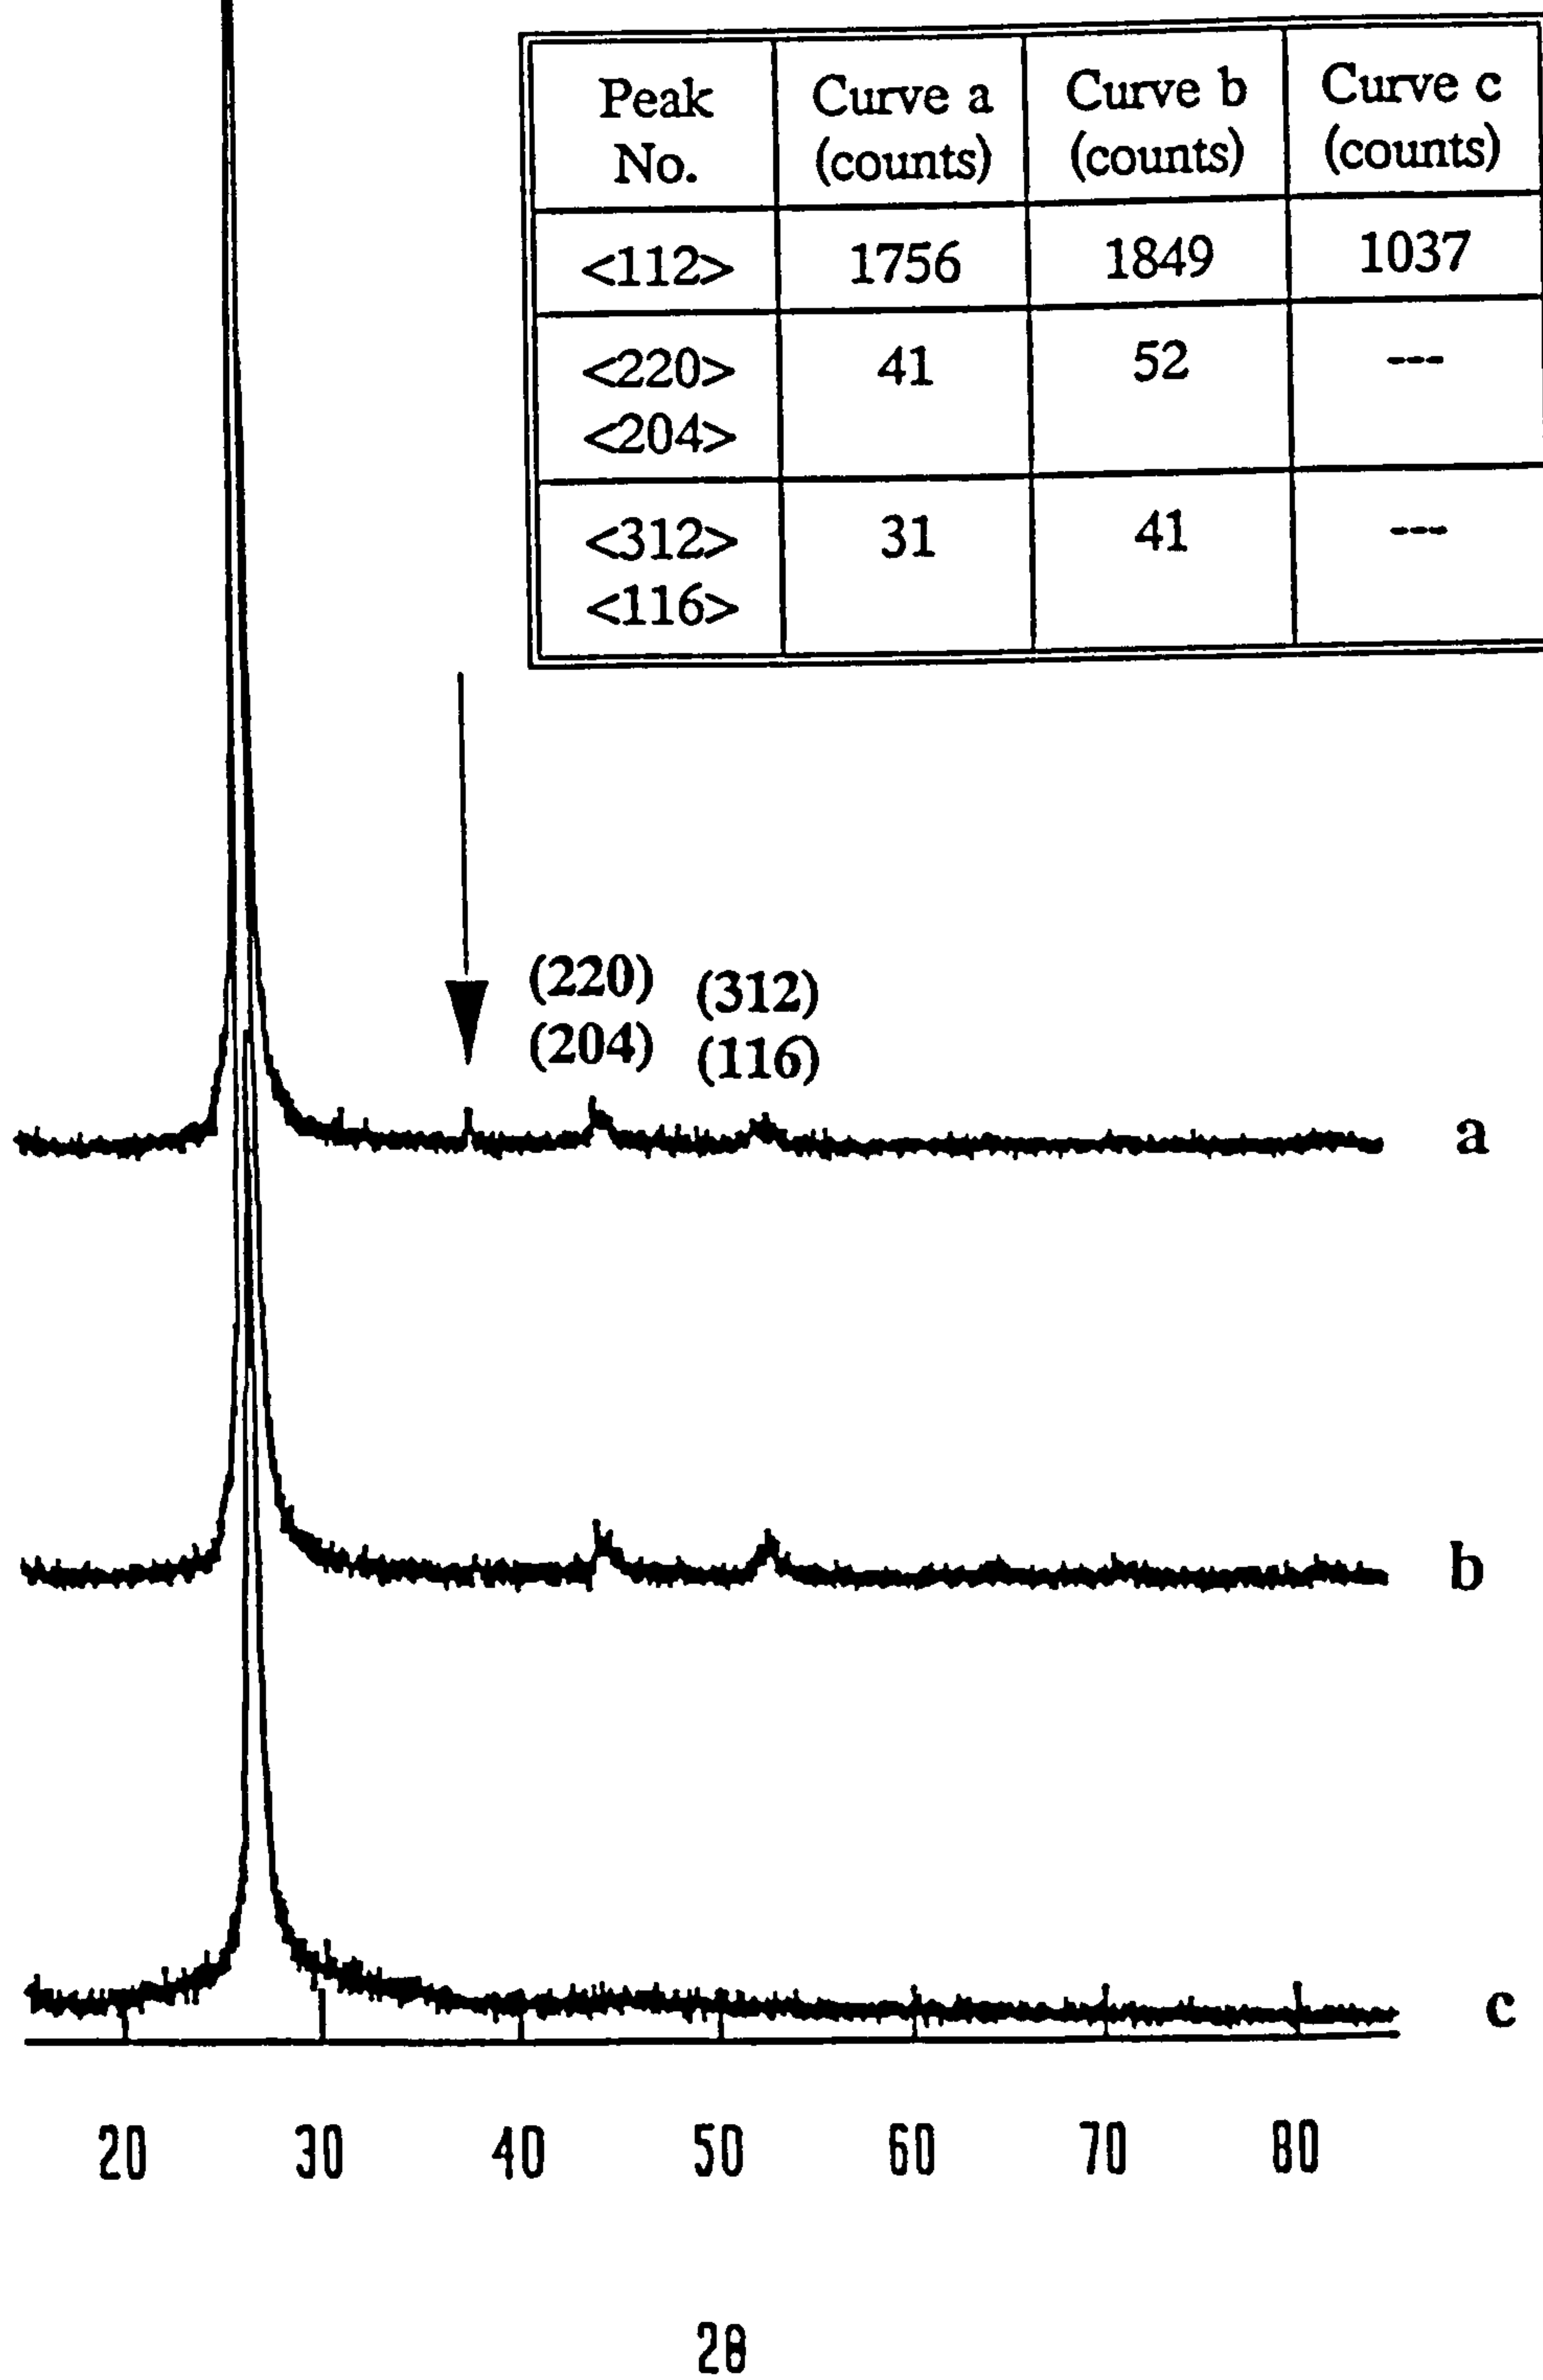 Peak No. Curve a (counts) Curve b (counts) Curve c (counts)
<112> 1756 1849 1037
<220> <204> 41 52 ---
<312> <116> 31 41 ---
(220) (312)
(204) (116)
a
b
c
20 30 40 50 60 70 80
2θ